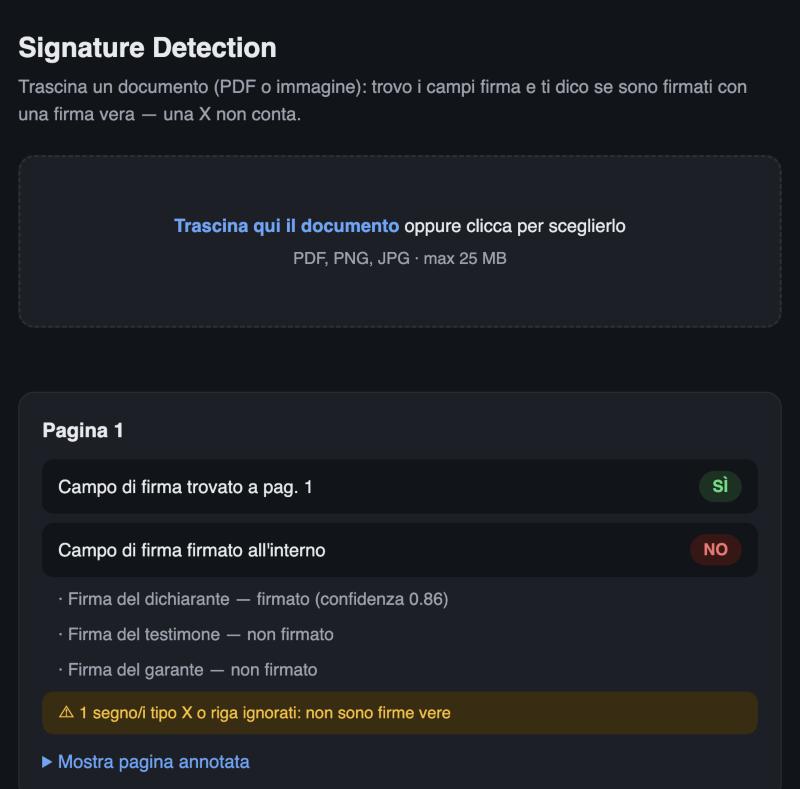 Signature Detection
Trascina un documento (PDF o immagine): trovo i campi firma e ti dico se sono firmati con
una firma vera — una X non conta.
Trascina qui il documento oppure clicca per sceglierlo
PDF, PNG, JPG · max 25 MB
Pagina 1
Campo di firma trovato a pag. 1
SÌ
Campo di firma firmato all'interno
NO
· Firma del dichiarante — firmato (confidenza 0.86)
· Firma del testimone — non firmato
· Firma del garante — non firmato
⚠ 1 segno/i tipo X o riga ignorati: non sono firme vere
▶ Mostra pagina annotata